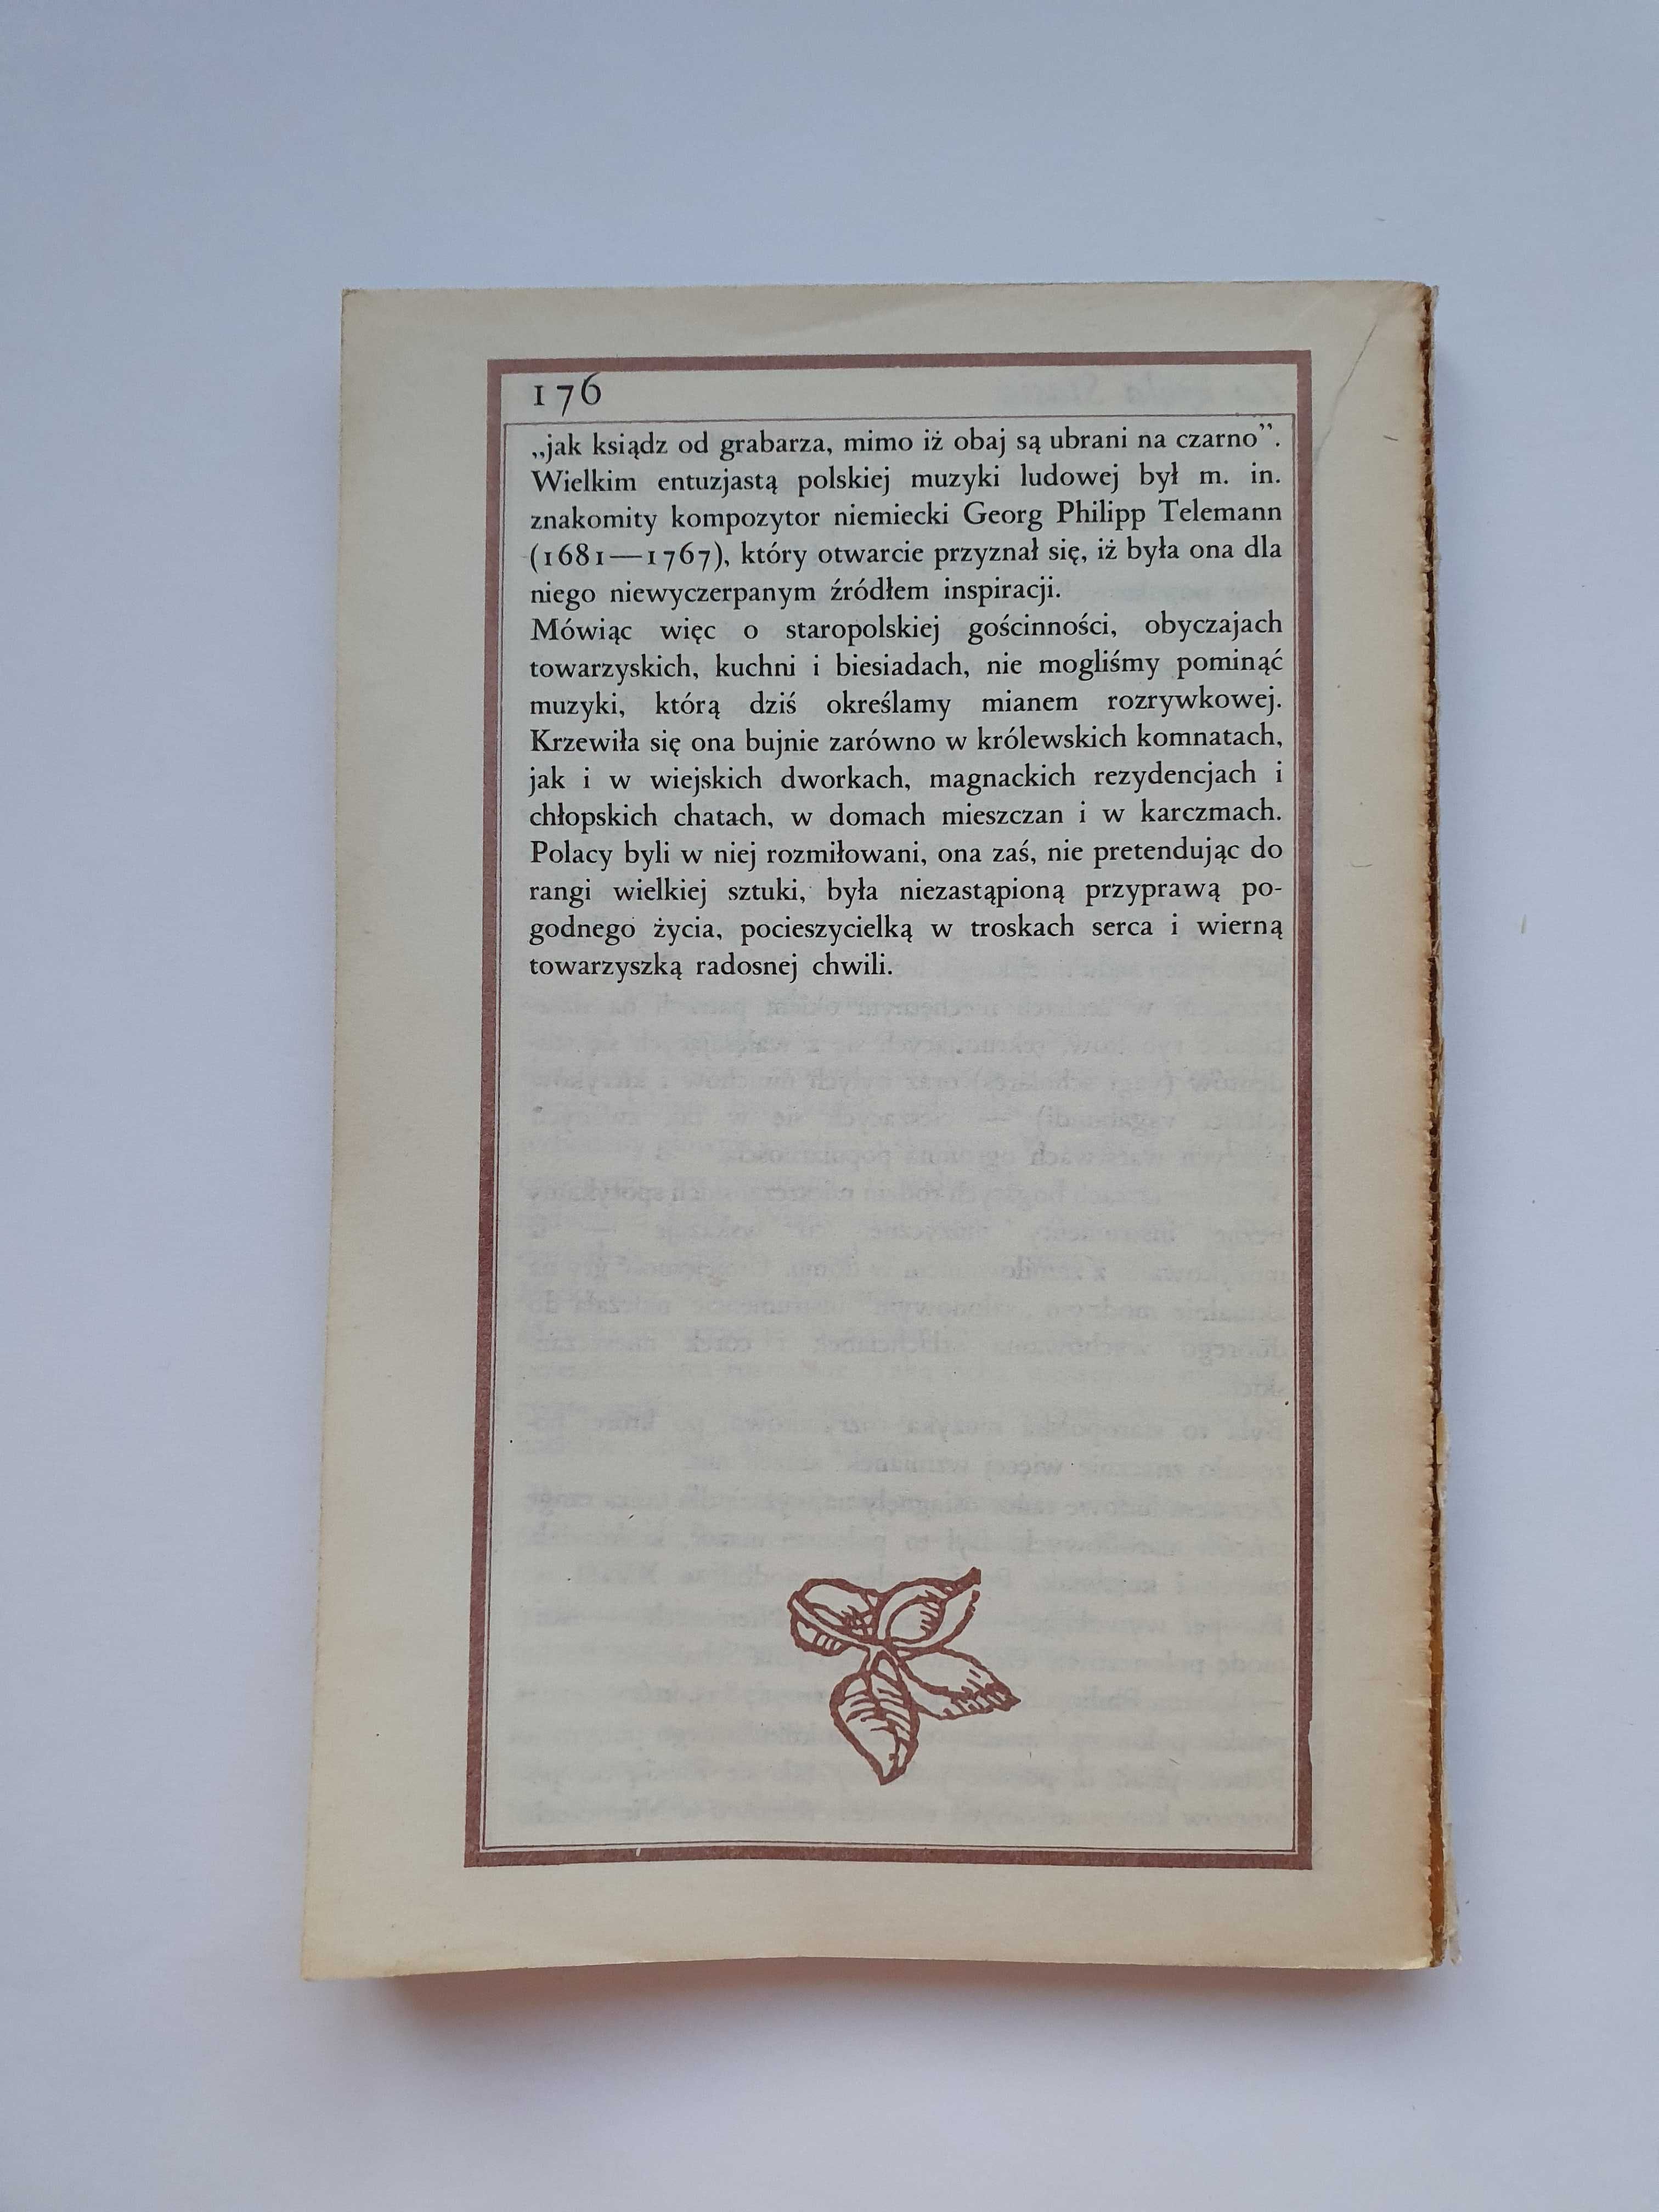 176
„jak ksiądz od grabarza, mimo iż obaj są ubrani na czarno”.
Wielkim entuzjastą polskiej muzyki ludowej był m. in.
znakomity kompozytor niemiecki Georg Philipp Telemann
(1681—1767), który otwarcie przyznał się, iż była ona dla
niego niewyczerpanym źródłem inspiracji.
Mówiąc więc o staropolskiej gościnności, obyczajach
towarzyskich, kuchni i biesiadach, nie mogliśmy pominąć
muzyki, którą dziś określamy mianem rozrywkowej.
Krzewiła się ona bujnie zarówno w królewskich komnatach,
jak i w wiejskich dworkach, magnackich rezydencjach i
chłopskich chatach, w domach mieszczan i w karczmach.
Polacy byli w niej rozmiłowani, ona zaś, nie pretendując do
rangi wielkiej sztuki, była niezastąpioną przyprawą po-
godnego życia, pocieszycielką w troskach serca i wierną
towarzyszką radosnej chwili.